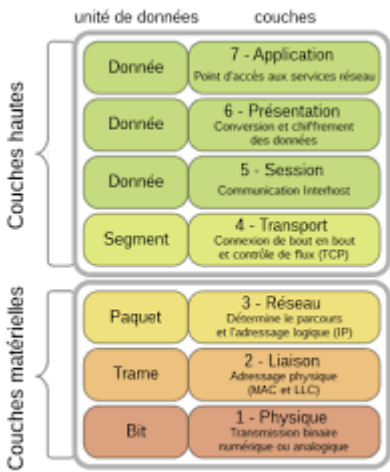 unité de données couches
Couches hautes
Donnée
7 - Application
Point d'accès aux services réseau
Donnée
6 - Présentation
Conversion et chiffrement
des données
Donnée
5 - Session
Communication Interhost
Segment
4 - Transport
Connexion de bout en bout
et contrôle de flux (TCP)
Couches matérielles
Paquet
3 - Réseau
Détermine le parcours
et l'adressage logique (IP)
Trame
2 - Liaison
Adressage physique
(MAC et LLC)
Bit
1 - Physique
Transmission binaire
numérique ou analogique